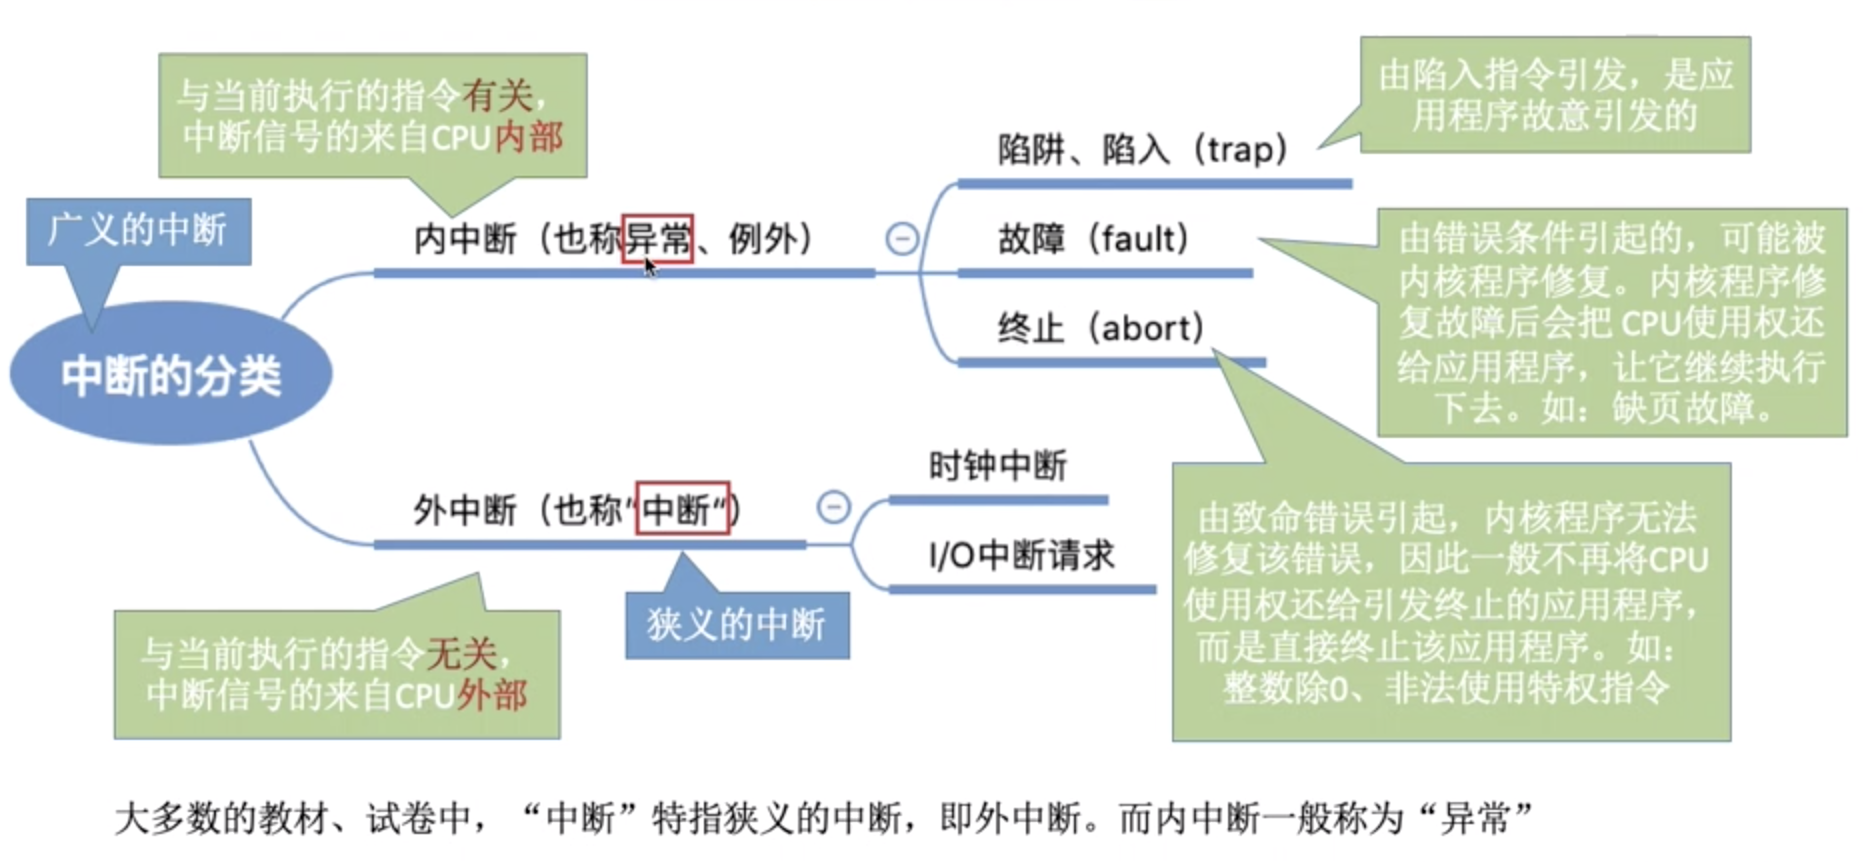 与当前执行的指令有关，
中断信号的来自CPU内部
由陷入指令引发，是应
用程序故意引发的
陷阱、陷入（trap）
广义的中断
内中断（也称异常、例外）
故障（fault）
由错误条件引起的，可能被
内核程序修复。内核程序修
复故障后会把 CPU使用权还
给应用程序，让它继续执行
下去。如：缺页故障。
终止（abort）
中断的分类
时钟中断
外中断（也称“中断“）
I/O中断请求
由致命错误引起，内核程序无法
修复该错误，因此一般不再将CPU
使用权还给引发终止的应用程序，
而是直接终止该应用程序。如：
整数除0、非法使用特权指令
狭义的中断
与当前执行的指令无关，
中断信号的来自CPU外部
大多数的教材、试卷中，“中断”特指狭义的中断，即外中断。而内中断一般称为“异常”